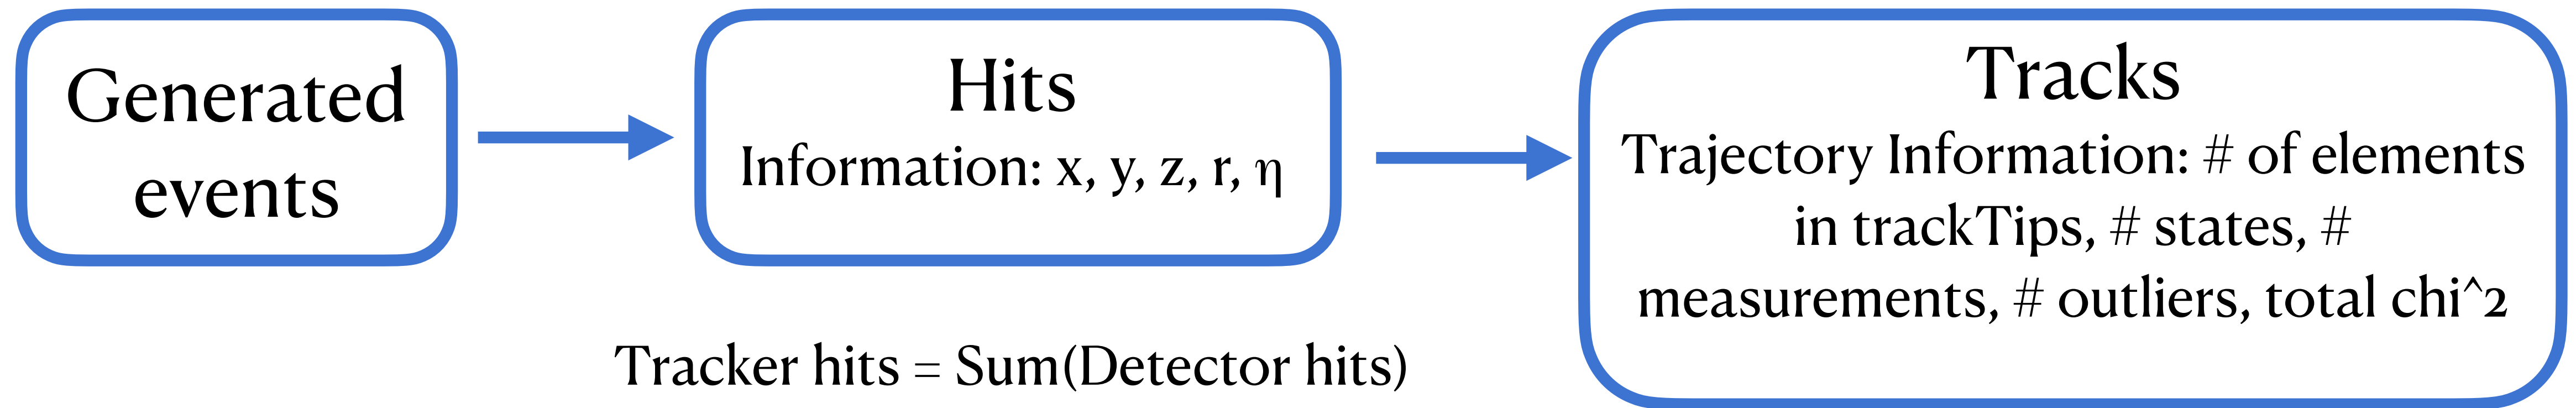 Generated
events
Hits
Information: x, y, z, r, η
Tracker hits = Sum(Detector hits)
Tracks
Trajectory Information: # of elements
in trackTips, # states, #
measurements, # outliers, total chi^2